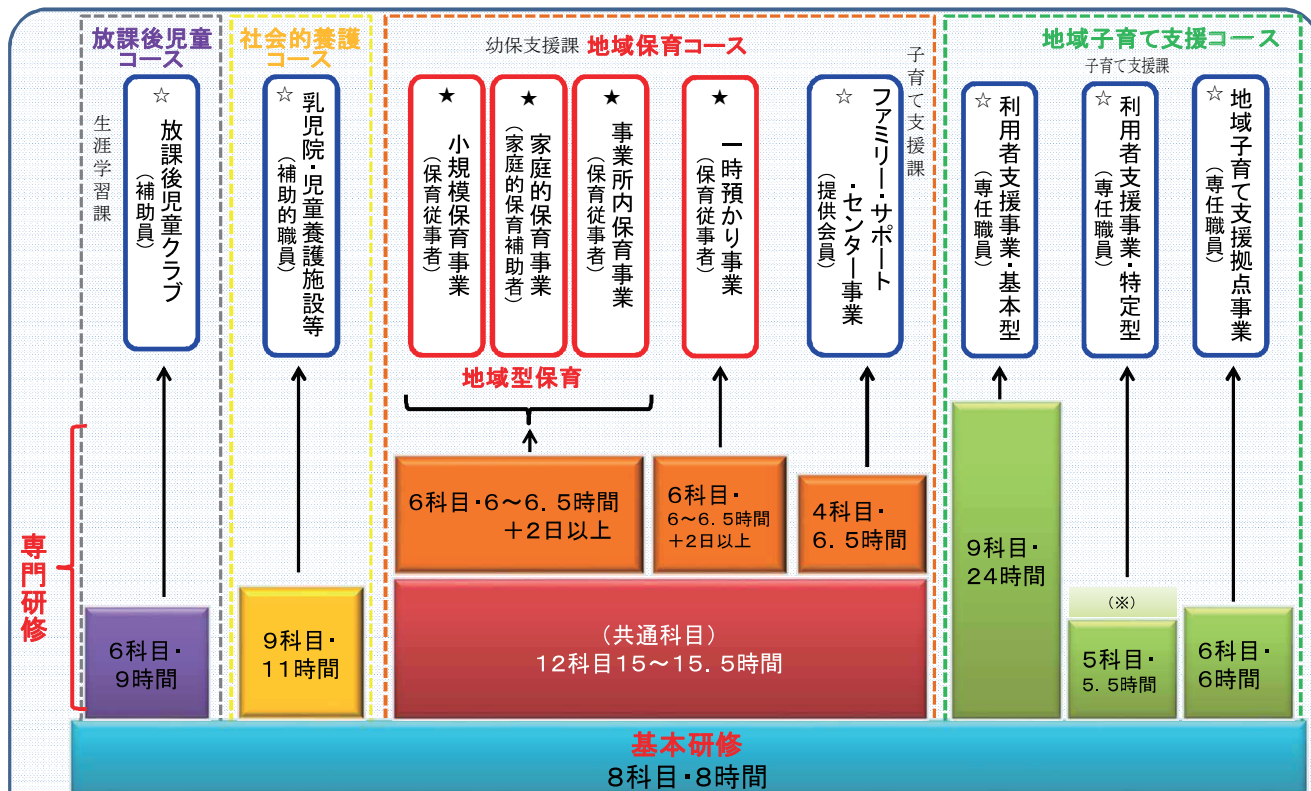 放課後児童
コース
社会的養護
コース
幼保支援課 地域保育コース
子育て支援課
地域子育て支援コース
子育て支援課
生涯学習課
☆ 放課後児童クラブ
(補助員)
☆ 乳児院・児童養護施設等
(補助的職員)
★ 小規模保育事業
(保育従事者)
★ 家庭的保育事業
(家庭的保育補助者)
★ 事業所内保育事業
(保育従事者)
★ 一時預かり事業
(保育従事者)
☆ ファミリー・サポート
・センター事業
(提供会員)
☆ 利用者支援事業・基本型
(専任職員)
☆ 利用者支援事業・特定型
(専任職員)
☆ 地域子育て支援拠点事業
(専任職員)
地域型保育
専門研修
6科目・
9時間
9科目・
11時間
6科目・6~6.5時間
+2日以上
6科目・
6~6.5時間
+2日以上
4科目・
6.5時間
(共通科目)
12科目15~15.5時間
9科目・
24時間
(※)
5科目・
5.5時間
6科目・
6時間
基本研修
8科目・8時間